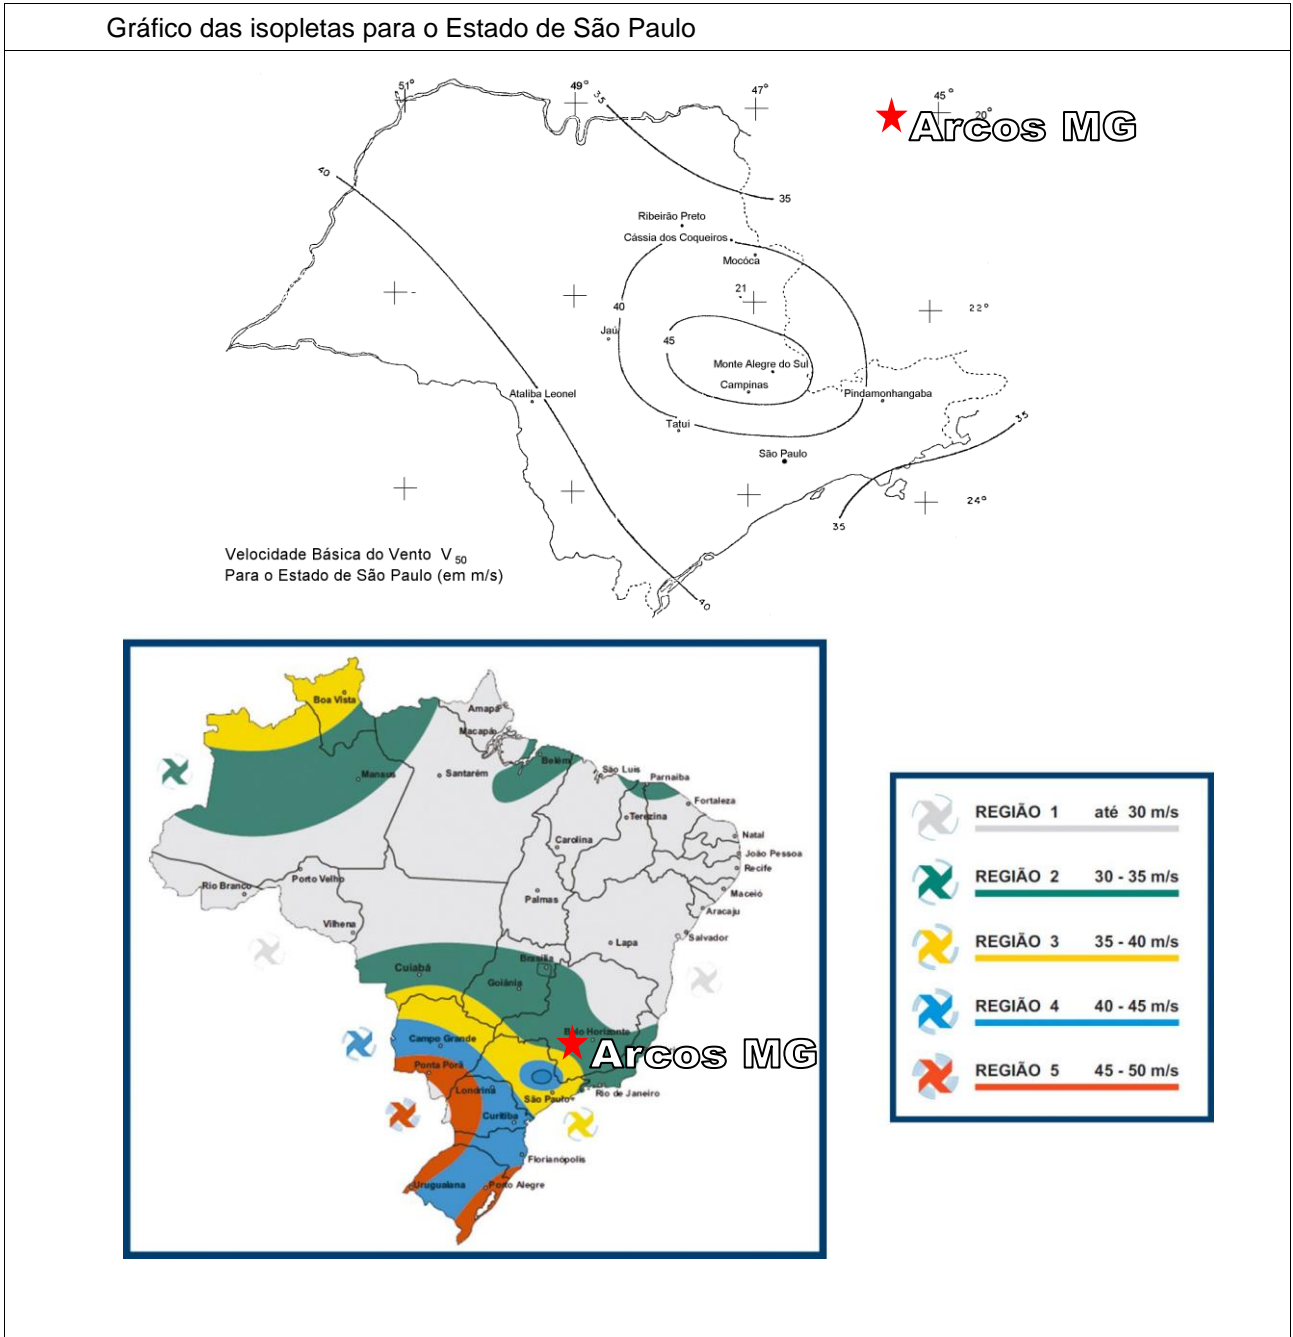 Gráfico das isopletas para o Estado de São Paulo
51°
49°
47°
45°
20°
35
Arcos MG
40
35
Ribeirão Preto
Cássia dos Coqueiros
Mocóca
21
40
22°
Jaú
45
Monte Alegre do Sul
Campinas
Ataliba Leonel
Pindamonhangaba
Tatui
35
São Paulo
24°
35
Velocidade Básica do Vento V 50
Para o Estado de São Paulo (em m/s)
40
Boa Vista
Amapá
Macapáo
Manaus
Santarém
Belém
São Luis
Parnaíba
Fortaleza
Terezina
Carolina
Natal
João Pessoa
Recife
Rio Branco
Porto Velho
Palmas
Maceió
Aracaju
Vilhena
Lapa
Salvador
Cuiabá
Brasília
Goiânia
Belo Horizonte
Campo Grande
Arcos MG
Ponta Porã
Londrina
São Paulo
Rio de Janeiro
Curitiba
Florianópolis
Uruguaiana
Porto Alegre
REGIÃO 1 até 30 m/s
REGIÃO 2 30 - 35 m/s
REGIÃO 3 35 - 40 m/s
REGIÃO 4 40 - 45 m/s
REGIÃO 5 45 - 50 m/s